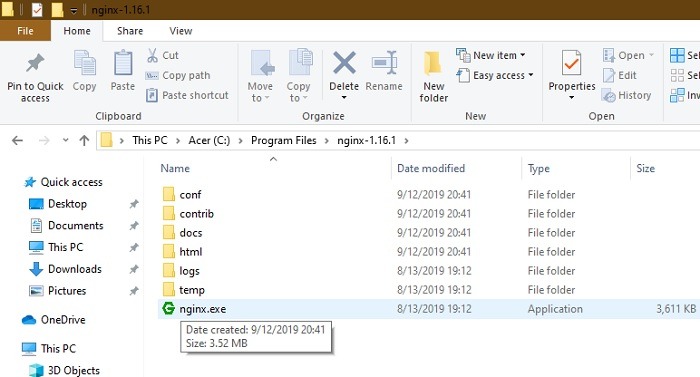 nginx-1.16.1
File Home Share View
Pin to Quick access
Copy
Paste
Cut
Copy path
Paste shortcut
Move to
Copy to
Delete
Rename
New folder
New item
Easy access
Properties
Open
Edit
History
Sel
Sel
Inv
Clipboard Organize New Open
This PC > Acer (C:) > Program Files > nginx-1.16.1 >
Name Date modified Type Size
Quick access
Desktop
Documents
This PC
Downloads
Pictures
OneDrive
This PC
3D Objects
conf 9/12/2019 20:41 File folder
contrib 9/12/2019 20:41 File folder
docs 9/12/2019 20:41 File folder
html 9/12/2019 20:41 File folder
logs 8/13/2019 19:12 File folder
temp 8/13/2019 19:12 File folder
nginx.exe 8/13/2019 19:12 Application 3,611 KB
Date created: 9/12/2019 20:41
Size: 3.52 MB